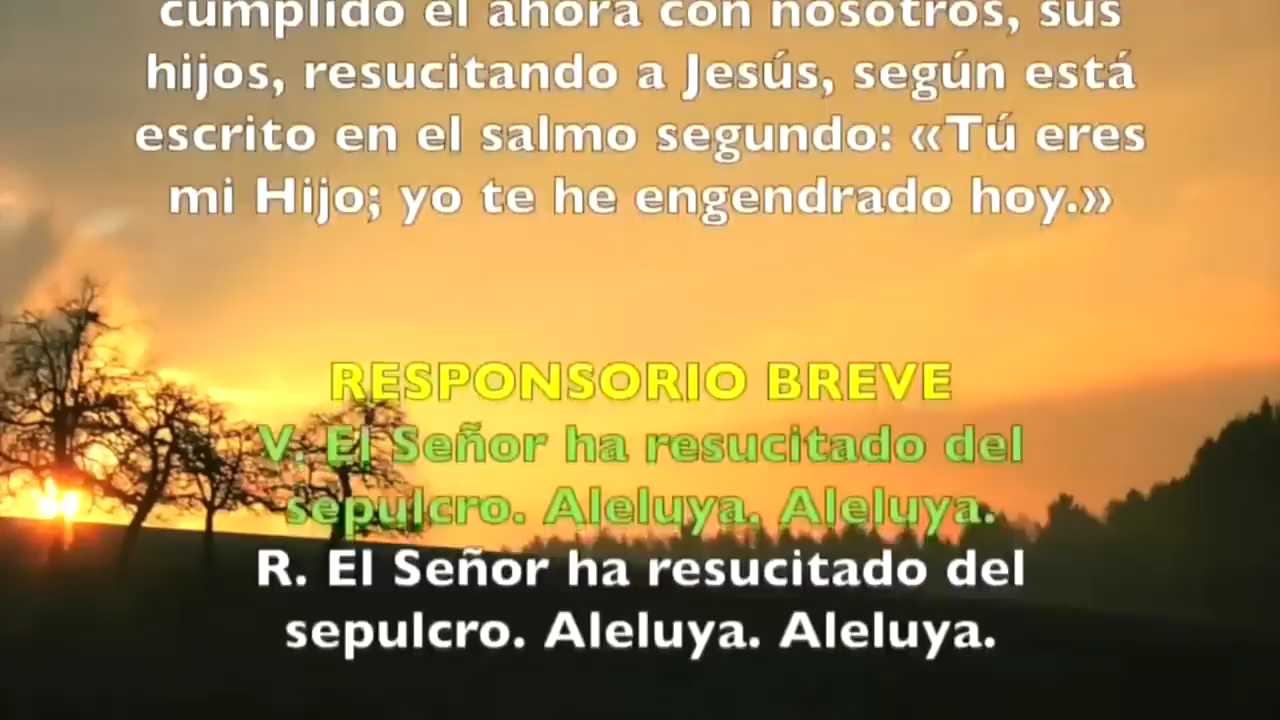 cumplido él ahora con nosotros, sus
hijos, resucitando a Jesús, según está
escrito en el salmo segundo: «Tú eres
mi Hijo; yo te he engendrado hoy.»
RESPONSORIO BREVE
V. El Señor ha resucitado del
sepulcro. Aleluya. Aleluya.
R. El Señor ha resucitado del
sepulcro. Aleluya. Aleluya.